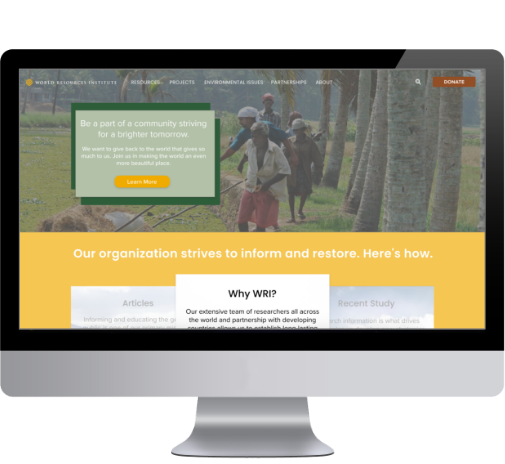 WORLD RESOURCES INSTITUTE
RESOURCES
PROJECTS
ENVIRONMENTAL ISSUES
PARTNERSHIPS
ABOUT
DONATE
Be a part of a community striving
for a brighter tomorrow.
We want to give back to the world that gives so
much to us. Join us in making the world an even
more beautiful place.
Learn More
Our organization strives to inform and restore. Here's how.
Articles
Informing and educating the
Why WRI?
Our extensive team of researchers all across
the world and partnership with developing
countries allows us to establish long-lasting
Recent Study
information is what drives